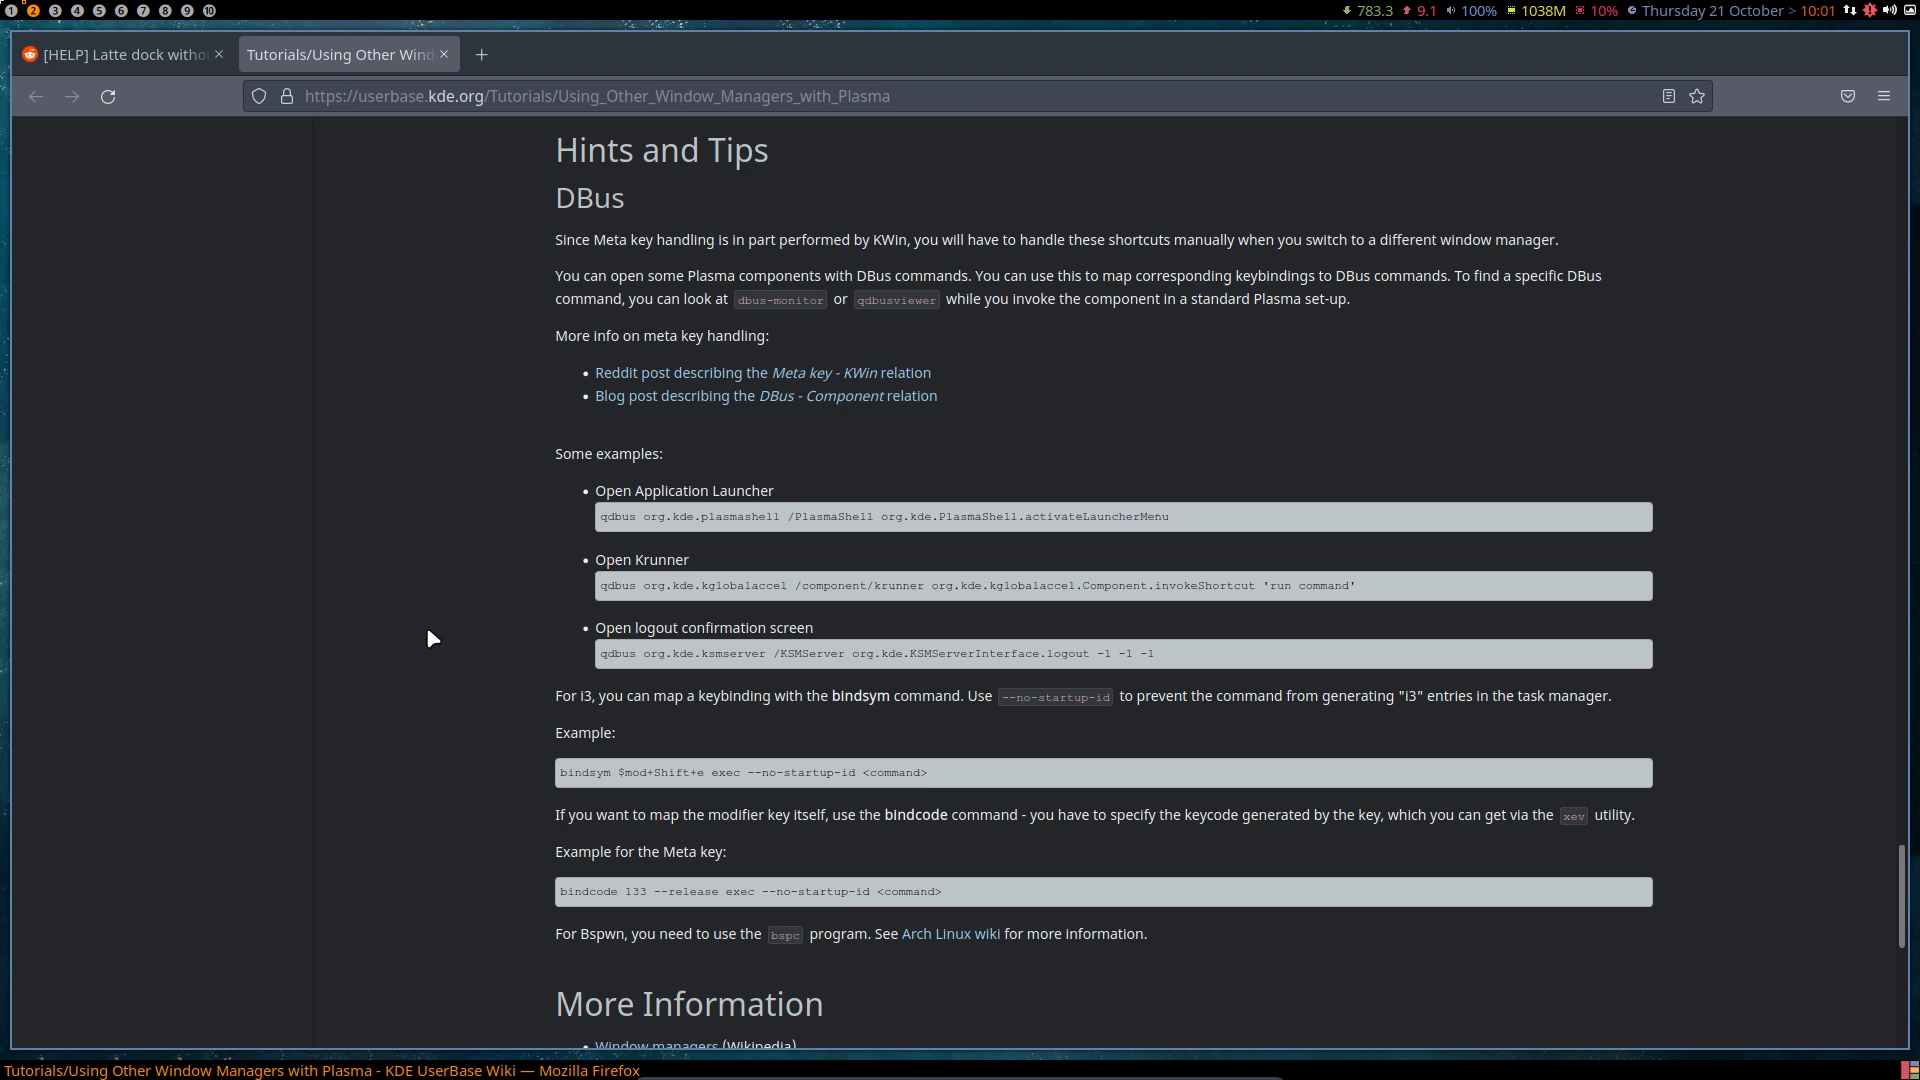 1 2 3 4 5 6 7 8 9 10 783.3 9.1 100% 1038M 10% Thursday 21 October > 10:01
[HELP] Latte dock witho Tutorials/Using Other Wind
https://userbase.kde.org/Tutorials/Using_Other_Window_Managers_with_Plasma
Hints and Tips
DBus
Since Meta key handling is in part performed by KWin, you will have to handle these shortcuts manually when you switch to a different window manager.
You can open some Plasma components with DBus commands. You can use this to map corresponding keybindings to DBus commands. To find a specific DBus
command, you can look at dbus-monitor or qdbusviewer while you invoke the component in a standard Plasma set-up.
More info on meta key handling:
• Reddit post describing the Meta key - KWin relation
• Blog post describing the DBus - Component relation
Some examples:
• Open Application Launcher
qdbus org.kde.plasmashell /PlasmaShell org.kde.PlasmaShell.activateLauncherMenu
• Open Krunner
qdbus org.kde.kglobalaccel /component/krunner org.kde.kglobalaccel.Component.invokeShortcut 'run command'
• Open logout confirmation screen
qdbus org.kde.ksmserver /KSMServer org.kde.KSMServerInterface.logout -1 -1 -1
For i3, you can map a keybinding with the bindsym command. Use --no-startup-id to prevent the command from generating "i3" entries in the task manager.
Example:
bindsym $mod+Shift+e exec --no-startup-id <command>
If you want to map the modifier key itself, use the bindcode command - you have to specify the keycode generated by the key, which you can get via the xev utility.
Example for the Meta key:
bindcode 133 --release exec --no-startup-id <command>
For Bspwn, you need to use the bspc program. See Arch Linux wiki for more information.
More Information
• Window managers (Wikipedia)
Tutorials/Using Other Window Managers with Plasma - KDE UserBase Wiki — Mozilla Firefox